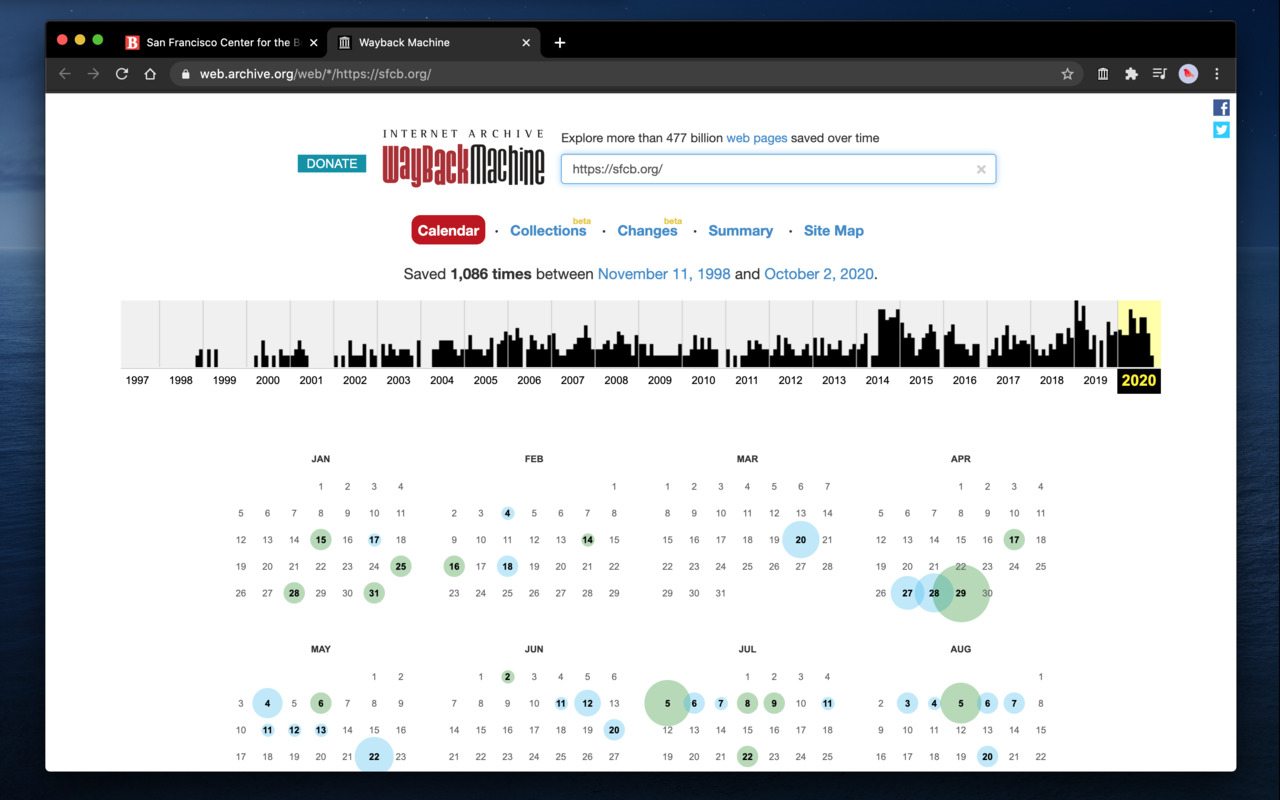 San Francisco Center for the B
Wayback Machine
web.archive.org/web/*/https://sfcb.org/
INTERNET ARCHIVE
WayBackMachine
DONATE
Explore more than 477 billion web pages saved over time
https://sfcb.org/
Calendar · Collections beta · Changes beta · Summary · Site Map
Saved 1,086 times between November 11, 1998 and October 2, 2020.
1997 1998 1999 2000 2001 2002 2003 2004 2005 2006 2007 2008 2009 2010 2011 2012 2013 2014 2015 2016 2017 2018 2019 2020
JAN
1 2 3 4
5 6 7 8 9 10 11
12 13 14 15 16 17 18
19 20 21 22 23 24 25
26 27 28 29 30 31
FEB
1
2 3 4 5 6 7 8
9 10 11 12 13 14 15
16 17 18 19 20 21 22
23 24 25 26 27 28 29
MAR
1 2 3 4 5 6 7
8 9 10 11 12 13 14
15 16 17 18 19 20 21
22 23 24 25 26 27 28
29 30 31
APR
1 2 3 4
5 6 7 8 9 10 11
12 13 14 15 16 17 18
19 20 21 22 23 24 25
26 27 28 29 30
MAY
1 2
3 4 5 6 7 8 9
10 11 12 13 14 15 16
17 18 19 20 21 22 23
JUN
1 2 3 4 5 6
7 8 9 10 11 12 13
14 15 16 17 18 19 20
21 22 23 24 25 26 27
JUL
1 2 3 4
5 6 7 8 9 10 11
12 13 14 15 16 17 18
19 20 21 22 23 24 25
AUG
1
2 3 4 5 6 7 8
9 10 11 12 13 14 15
16 17 18 19 20 21 22